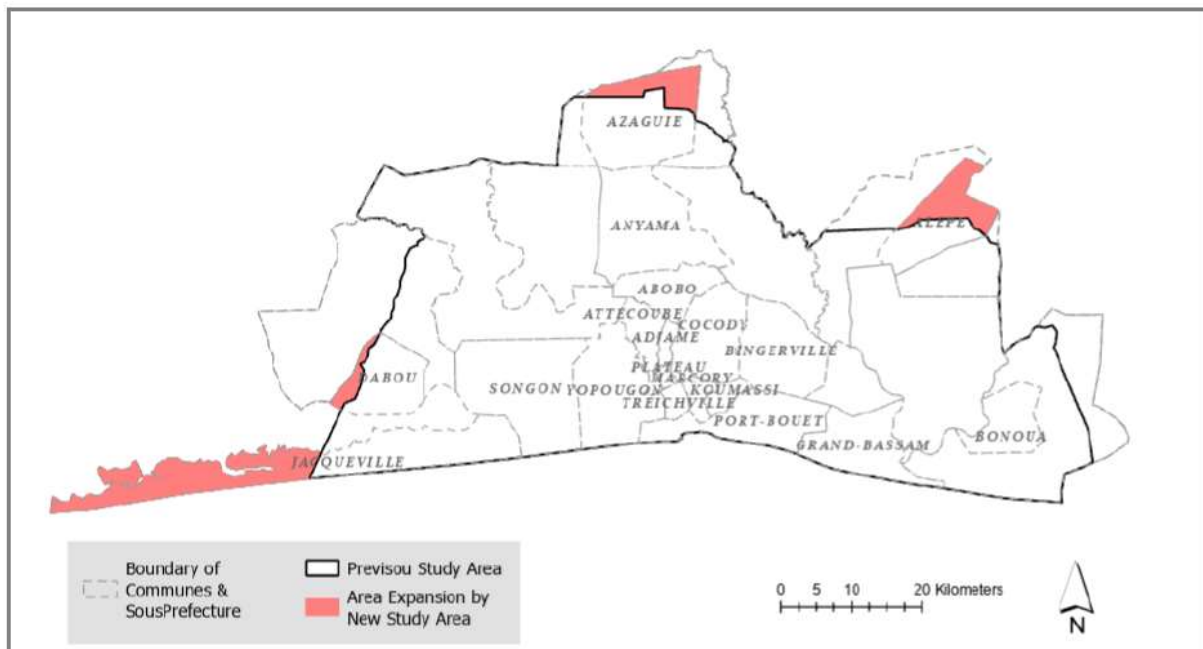 AZAGUIE
ALEPE
ANYAMA
ABOBO
ATTECOUBE
COCODY
ADJAME
BINGERVILLE
PLATEAU
DABOU
MARCORY
SONGON
YOPOUGON
KOUMASSI
TREICHVILLE
PORT-BOUET
GRAND-BASSAM
BONOUA
JACQUEVILLE
Boundary of
Communes &
SousPrefecture
Previsou Study Area
Area Expansion by
New Study Area
0 5 10 20 Kilometers
N